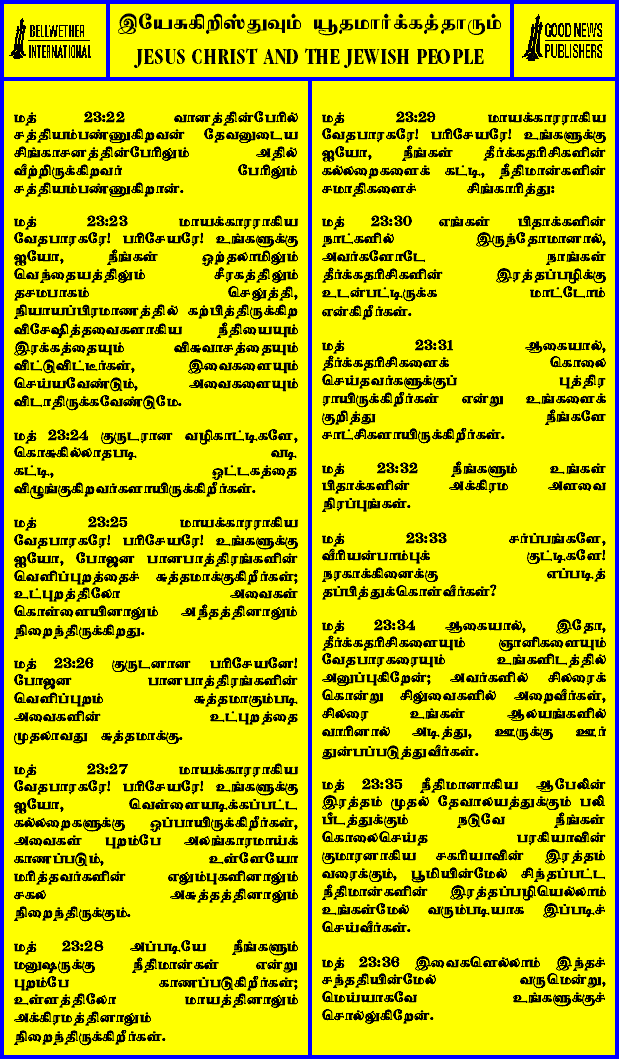 BELLWETHER
INTERNATIONAL
இயேசுகிறிஸ்துவும் யூதமார்க்கத்தாரும்
JESUS CHRIST AND THE JEWISH PEOPLE
GOOD NEWS
PUBLISHERS
மத் 23:22 வானத்தின்பேரில்
சத்தியம்பண்ணுகிறவன் தேவனுடைய
சிங்காசனத்தின்பேரிலும் அதில்
வீற்றிருக்கிறவர் பேரிலும்
சத்தியம்பண்ணுகிறான்.
மத் 23:23 மாயக்காரராகிய
வேதபாரகரே! பரிசேயரே! உங்களுக்கு
ஐயோ, நீங்கள் ஒற்தலாமிலும்
வெந்தையத்திலும் சீரகத்திலும்
தசமபாகம் செலுத்தி,
நியாயப்பிரமாணத்தில் கற்பித்திருக்கிற
விசேஷித்தவைகளாகிய நீதியையும்
இரக்கத்தையும் விசுவாசத்தையும்
விட்டுவிட்டீர்கள், இவைகளையும்
செய்யவேண்டும், அவைகளையும்
விடாதிருக்கவேண்டுமே.
மத் 23:24 குருடரான வழிகாட்டிகளே,
கொசுகில்லாதபடி வடி
கட்டி, ஒட்டகத்தை
விழுங்குகிறவர்களாயிருக்கிறீர்கள்.
மத் 23:25 மாயக்காரராகிய
வேதபாரகரே! பரிசேயரே! உங்களுக்கு
ஐயோ, போஜன பானபாத்திரங்களின்
வெளிப்புறத்தைச் சுத்தமாக்குகிறீர்கள்;
உட்புறத்திலோ அவைகள்
கொள்ளையினாலும் அநீதத்தினாலும்
நிறைந்திருக்கிறது.
மத் 23:26 குருடனான பரிசேயனே!
போஜன பானபாத்திரங்களின்
வெளிப்புறம் சுத்தமாகும்படி
அவைகளின் உட்புறத்தை
முதலாவது சுத்தமாக்கு.
மத் 23:27 மாயக்காரராகிய
வேதபாரகரே! பரிசேயரே! உங்களுக்கு
ஐயோ, வெள்ளையடிக்கப்பட்ட
கல்லறைகளுக்கு ஒப்பாயிருக்கிறீர்கள்,
அவைகள் புறம்பே அலங்காரமாய்க்
காணப்படும், உள்ளேயோ
மரித்தவர்களின் எலும்புகளினாலும்
சகல அசுத்தத்தினாலும்
நிறைந்திருக்கும்.
மத் 23:28 அப்படியே நீங்களும்
மனுஷருக்கு நீதிமான்கள் என்று
புறம்பே காணப்படுகிறீர்கள்;
உள்ளத்திலோ மாயத்தினாலும்
அக்கிரமத்தினாலும்
நிறைந்திருக்கிறீர்கள்.
மத் 23:29 மாயக்காரராகிய
வேதபாரகரே! பரிசேயரே! உங்களுக்கு
ஐயோ, நீங்கள் தீர்க்கதரிசிகளின்
கல்லறைகளைக் கட்டி, நீதிமான்களின்
சமாதிகளைச் சிங்காரித்து:
மத் 23:30 எங்கள் பிதாக்களின்
நாட்களில் இருந்தோமானால்,
அவர்களோடே நாங்கள்
தீர்க்கதரிசிகளின் இரத்தப்பழிக்கு
உடன்பட்டிருக்க மாட்டோம்
என்கிறீர்கள்.
மத் 23:31 ஆகையால்,
தீர்க்கதரிசிகளைக் கொலை
செய்தவர்களுக்குப் புத்திர
ராயிருக்கிறீர்கள் என்று உங்களைக்
குறித்து நீங்களே
சாட்சிகளாயிருக்கிறீர்கள்.
மத் 23:32 நீங்களும் உங்கள்
பிதாக்களின் அக்கிரம அளவை
நிரப்புங்கள்.
மத் 23:33 சர்ப்பங்களே,
விரியன்பாம்புக் குட்டிகளே!
நரகாக்கினைக்கு எப்படித்
தப்பித்துக்கொள்வீர்கள்?
மத் 23:34 ஆகையால், இதோ,
தீர்க்கதரிசிகளையும் ஞானிகளையும்
வேதபாரகரையும் உங்களிடத்தில்
அனுப்புகிறேன்; அவர்களில் சிலரைக்
கொன்று சிலுவைகளில் அறைவீர்கள்,
சிலரை உங்கள் ஆலயங்களில்
வாரினால் அடித்து, ஊருக்கு ஊர்
துன்பப்படுத்துவீர்கள்.
மத் 23:35 நீதிமானாகிய ஆபேலின்
இரத்தம் முதல் தேவாலயத்துக்கும் பலி
பீடத்துக்கும் நடுவே நீங்கள்
கொலைசெய்த பரகியாவின்
குமாரனாகிய சகரியாவின் இரத்தம்
வரைக்கும், பூமியின்மேல் சிந்தப்பட்ட
நீதிமான்களின் இரத்தப்பழியெல்லாம்
உங்கள்மேல் வரும்படியாக இப்படிச்
செய்வீர்கள்.
மத் 23:36 இவைகளெல்லாம் இந்தச்
சந்ததியின்மேல் வருமென்று,
மெய்யாகவே உங்களுக்குச்
சொல்லுகிறேன்.